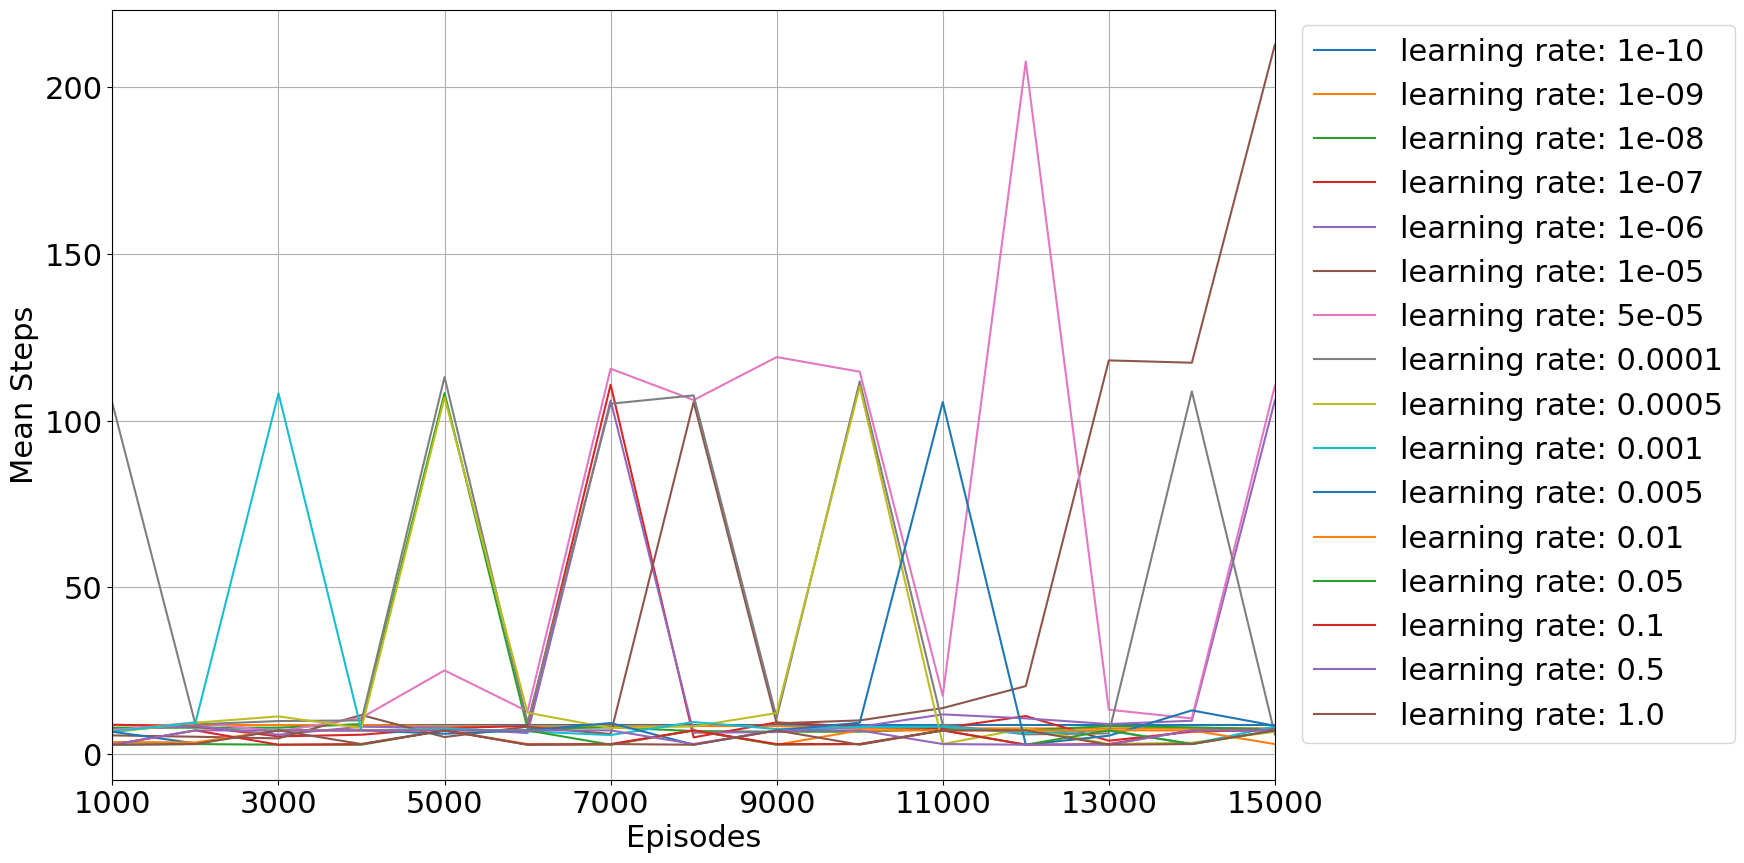 200
150
100
50
0
Mean Steps
1000 3000 5000 7000 9000 11000 13000 15000
Episodes
learning rate: 1e-10
learning rate: 1e-09
learning rate: 1e-08
learning rate: 1e-07
learning rate: 1e-06
learning rate: 1e-05
learning rate: 5e-05
learning rate: 0.0001
learning rate: 0.0005
learning rate: 0.001
learning rate: 0.005
learning rate: 0.01
learning rate: 0.05
learning rate: 0.1
learning rate: 0.5
learning rate: 1.0